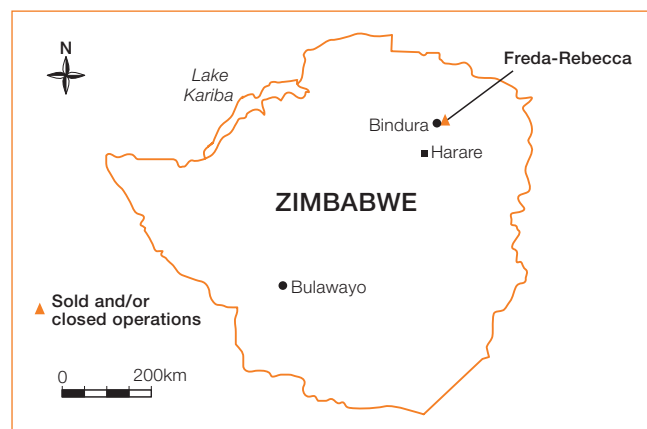 N
Lake
Kariba
Freda-Rebecca
Bindura
Harare
ZIMBABWE
Bulawayo
Sold and/or
closed operations
0 200km